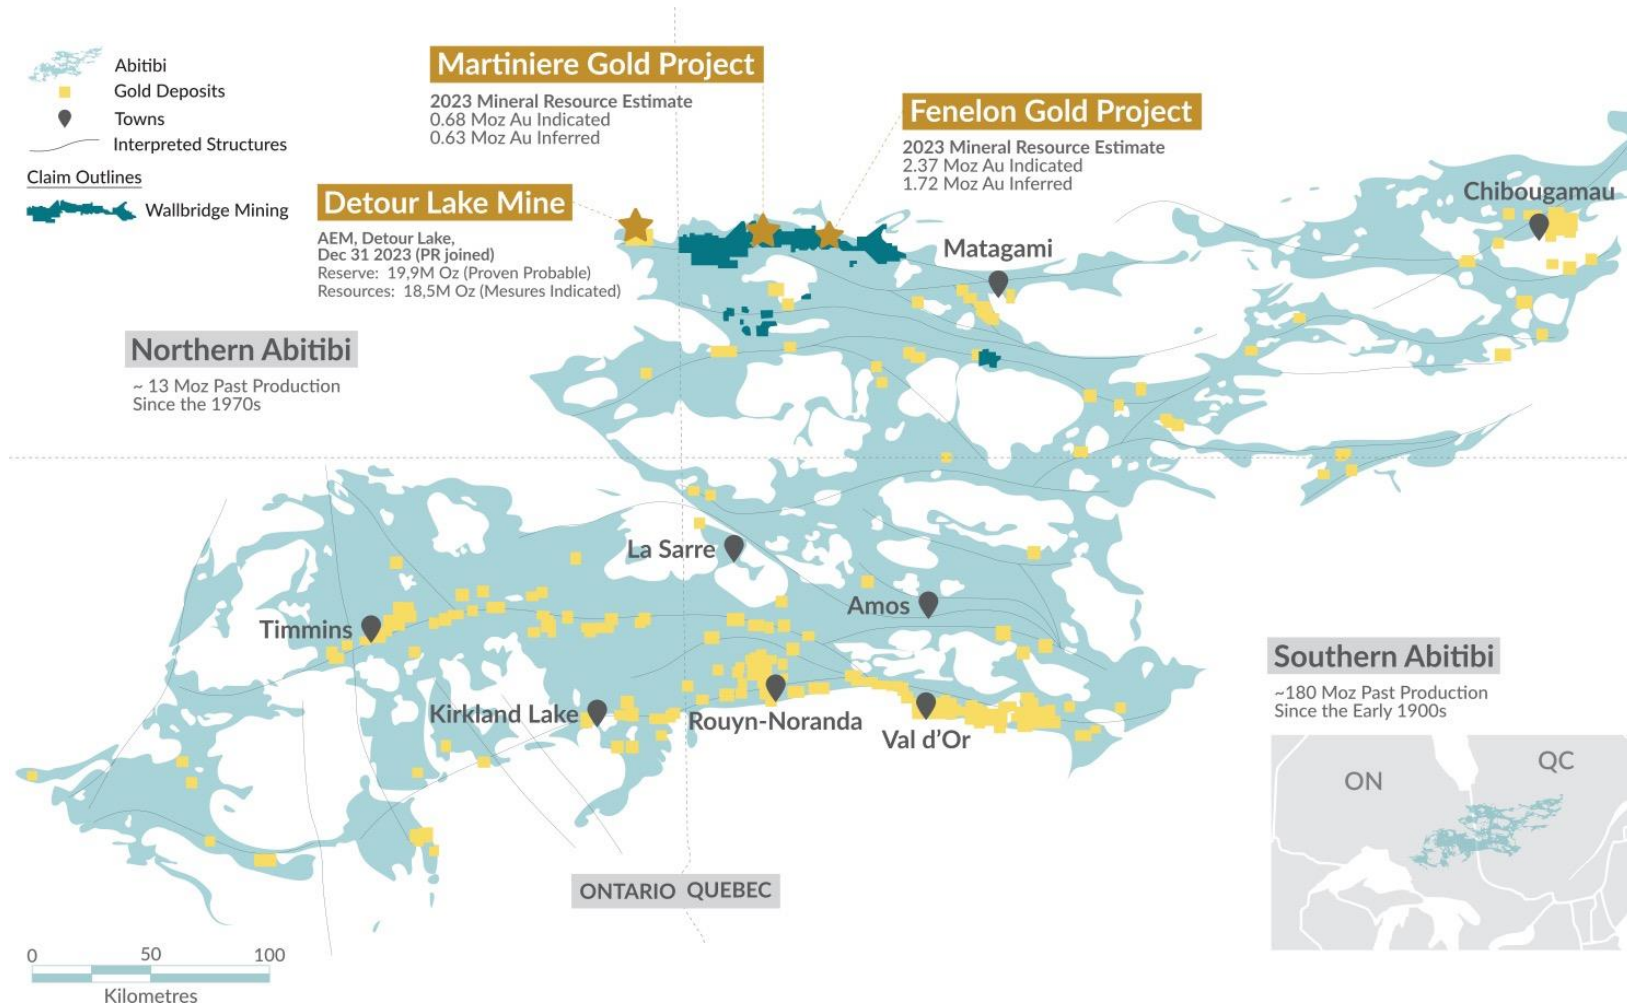 Abitibi
Gold Deposits
Towns
Interpreted Structures
Claim Outlines
Wallbridge Mining
Martiniere Gold Project
2023 Mineral Resource Estimate
0.68 Moz Au Indicated
0.63 Moz Au Inferred
Fenelon Gold Project
2023 Mineral Resource Estimate
2.37 Moz Au Indicated
1.72 Moz Au Inferred
Detour Lake Mine
AEM, Detour Lake,
Dec 31 2023 (PR joined)
Reserve: 19,9M Oz (Proven Probable)
Resources: 18,5M Oz (Mesures Indicated)
Chibougamau
Matagami
Northern Abitibi
~ 13 Moz Past Production
Since the 1970s
La Sarre
Amos
Timmins
Kirkland Lake
Rouyn-Noranda
Val d'Or
Southern Abitibi
~180 Moz Past Production
Since the Early 1900s
ON
QC
ONTARIO QUEBEC
0 50 100
Kilometres